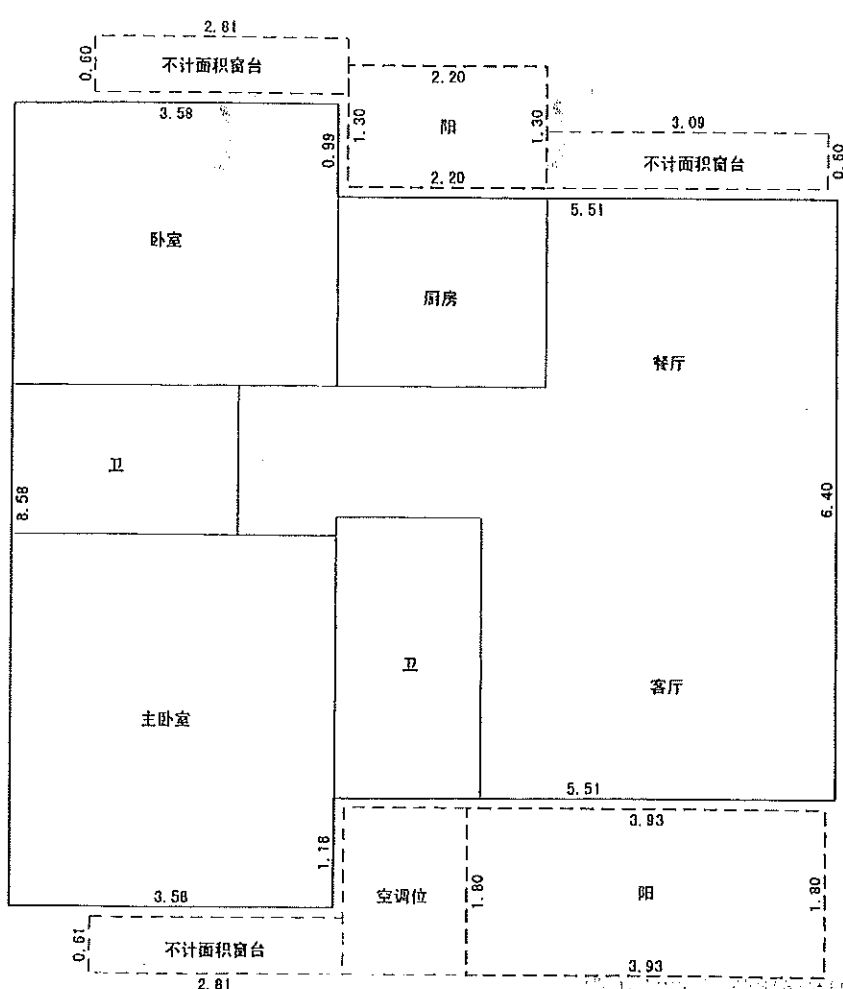 2.81
0.60
不计面积窗台
2.20
3.58
0.99
1.30
阳
1.30
3.09
不计面积窗台
0.60
2.20
5.51
卧室
厨房
餐厅
卫
8.58
6.40
卫
客厅
主卧室
5.51
3.93
1.18
空调位
1.80
阳
1.80
3.58
0.61
不计面积窗台
2.81
3.93